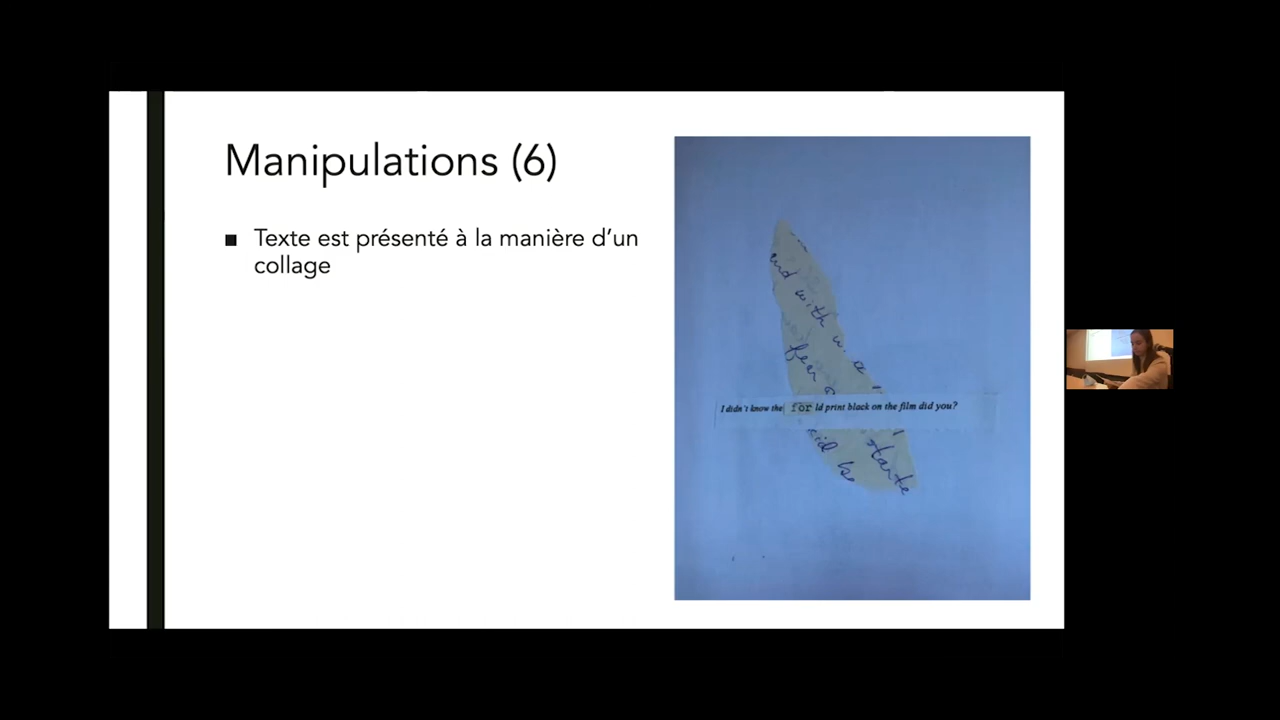 Manipulations (6)
Texte est présenté à la manière d'un
collage
and
with
fear
I didn't know the for ld print black on the film did you?
starte